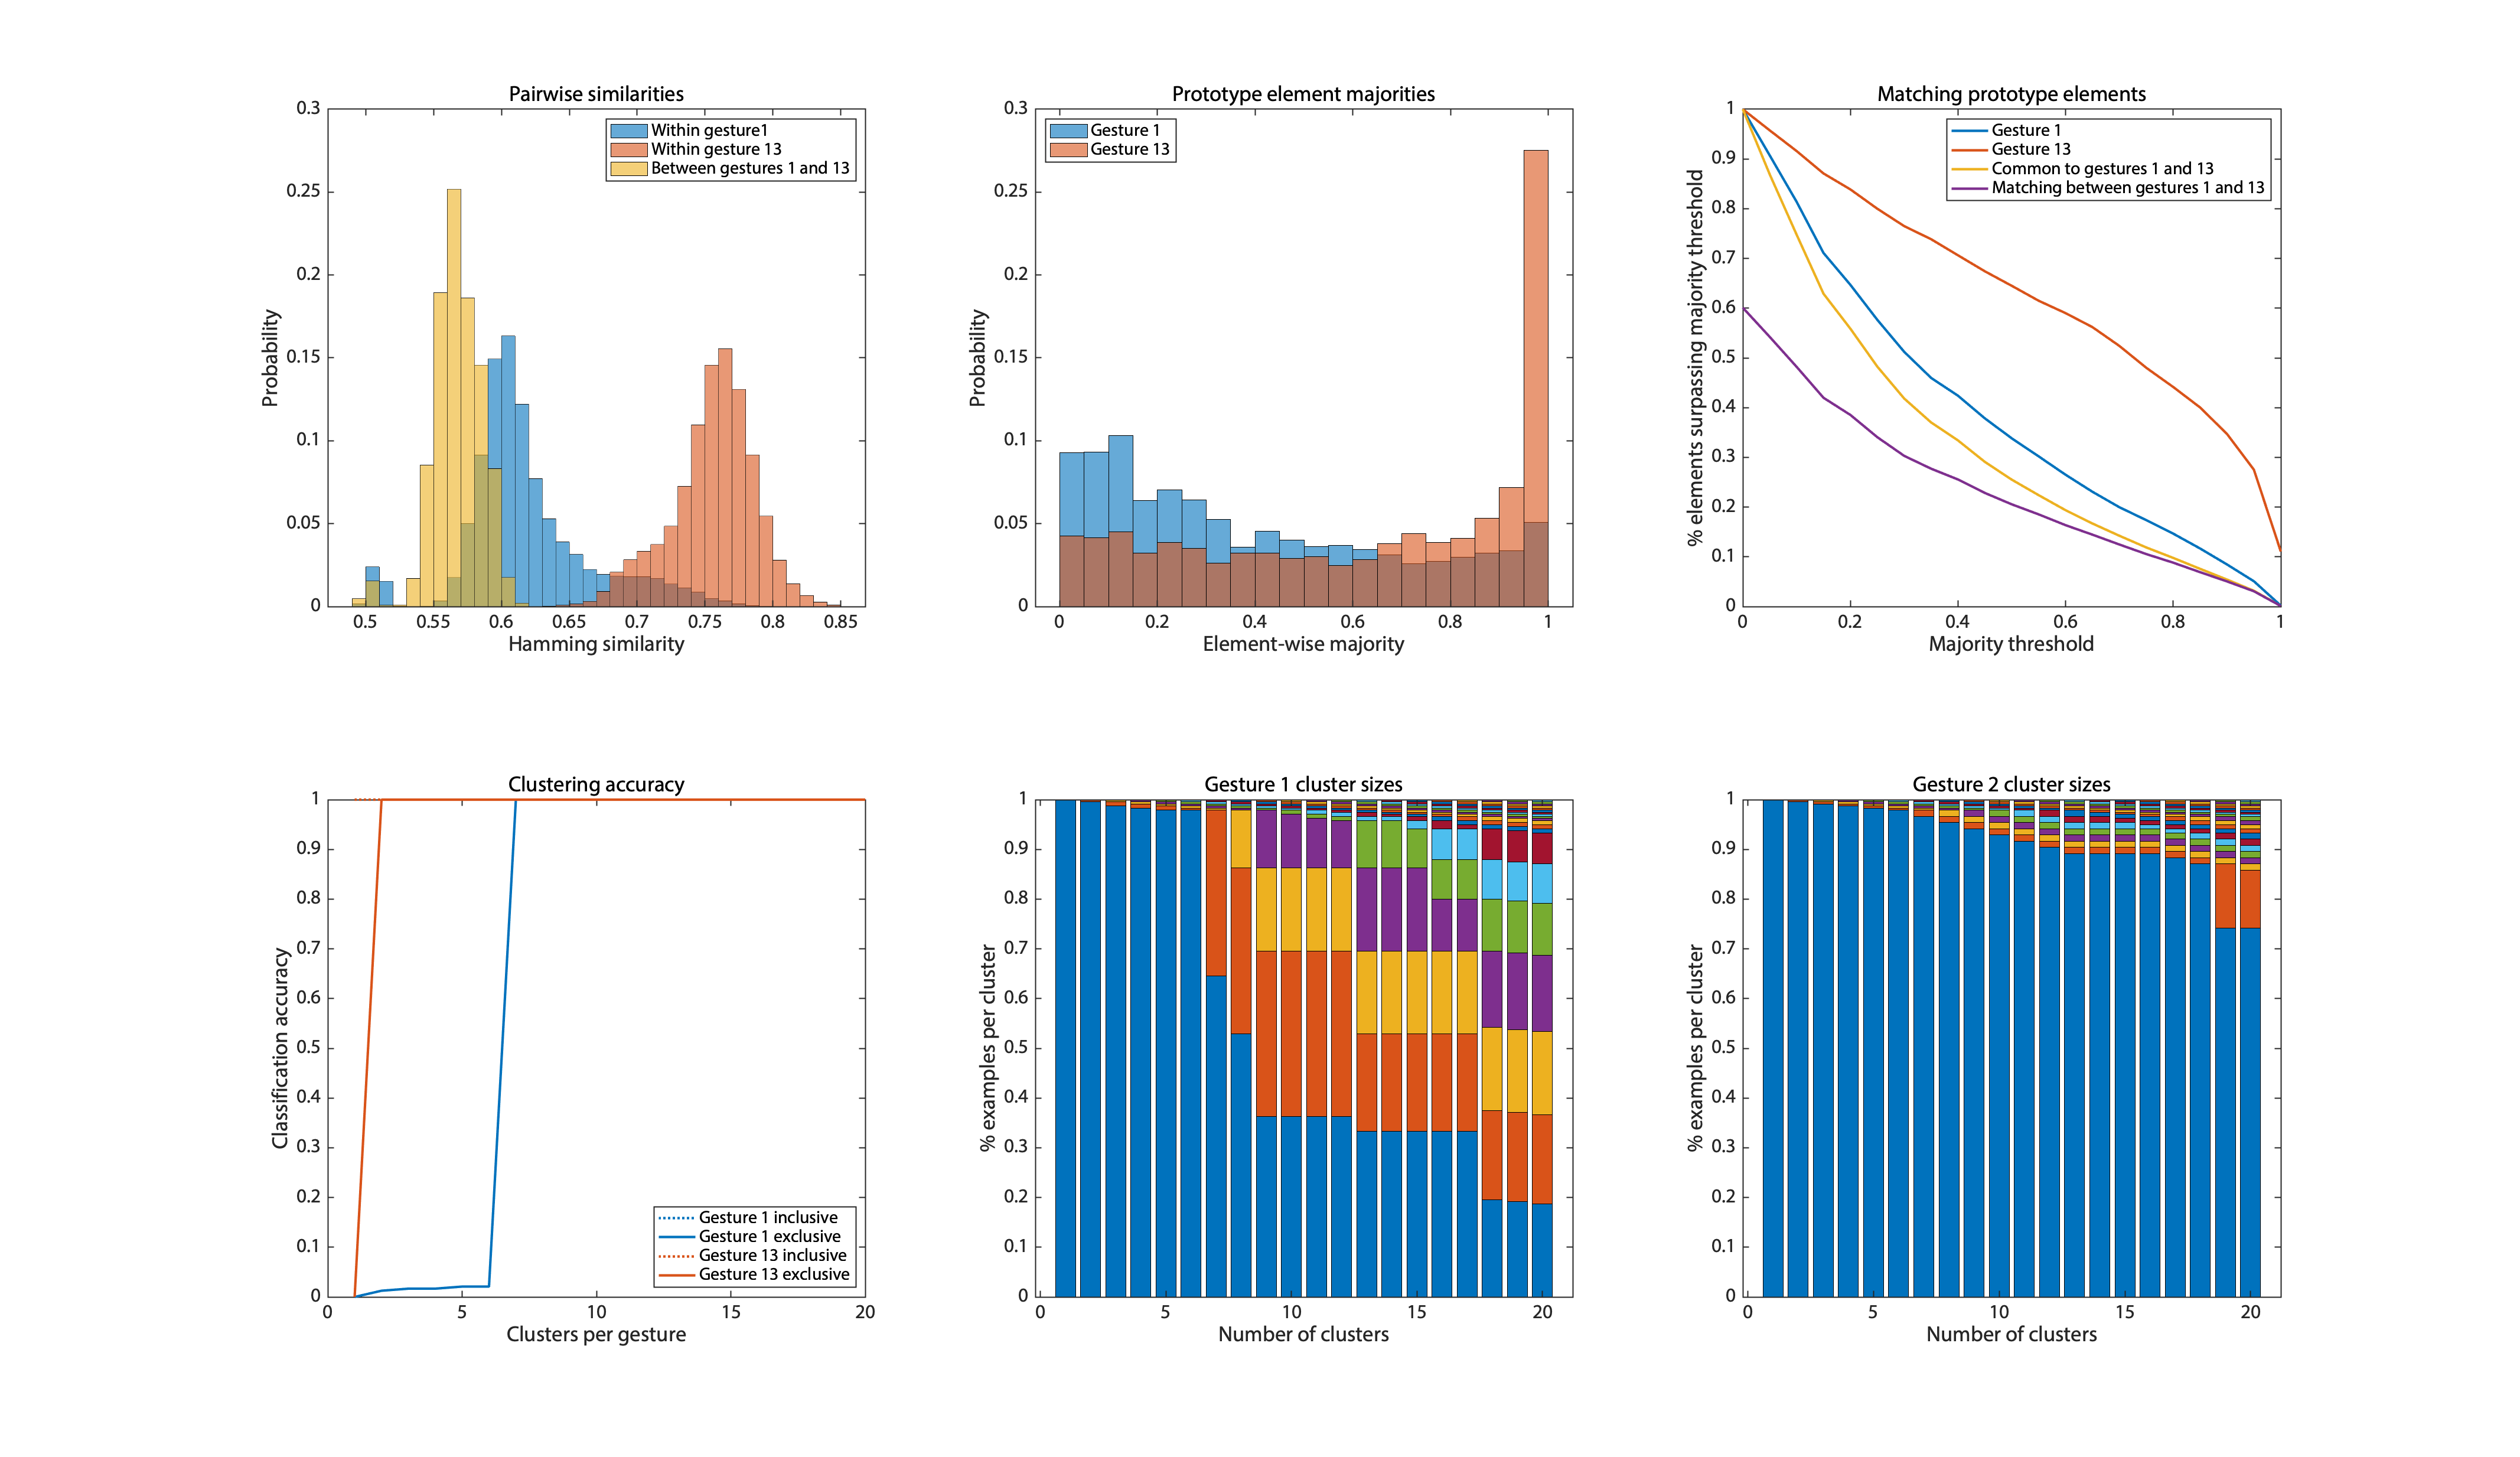 Pairwise similarities
0.3
0.25
0.2
0.15
0.1
0.05
0
Probability
Within gesture1
Within gesture 13
Between gestures 1 and 13
0.5 0.55 0.6 0.65 0.7 0.75 0.8 0.85
Hamming similarity
Prototype element majorities
0.3
0.25
0.2
0.15
0.1
0.05
0
Probability
Gesture 1
Gesture 13
0 0.2 0.4 0.6 0.8 1
Element-wise majority
Matching prototype elements
1
0.9
0.8
0.7
0.6
0.5
0.4
0.3
0.2
0.1
0
% elements surpassing majority threshold
Gesture 1
Gesture 13
Common to gestures 1 and 13
Matching between gestures 1 and 13
0 0.2 0.4 0.6 0.8 1
Majority threshold
Clustering accuracy
1
0.9
0.8
0.7
0.6
0.5
0.4
0.3
0.2
0.1
0
Classification accuracy
Gesture 1 inclusive
Gesture 1 exclusive
Gesture 13 inclusive
Gesture 13 exclusive
0 5 10 15 20
Clusters per gesture
Gesture 1 cluster sizes
1
0.9
0.8
0.7
0.6
0.5
0.4
0.3
0.2
0.1
0
% examples per cluster
0 5 10 15 20
Number of clusters
Gesture 2 cluster sizes
1
0.9
0.8
0.7
0.6
0.5
0.4
0.3
0.2
0.1
0
% examples per cluster
0 5 10 15 20
Number of clusters